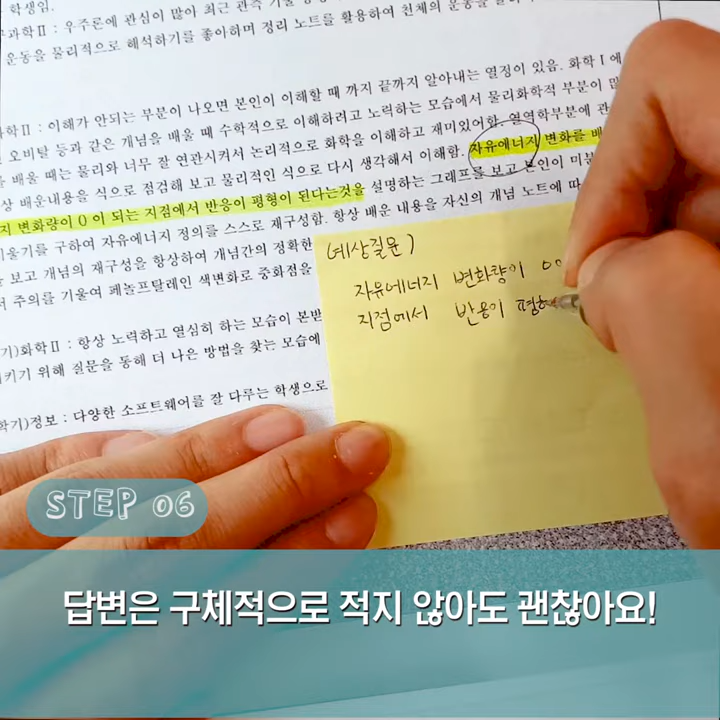 학생임.
과학Ⅱ : 우주론에 관심이 많아 최근 관측 기술
운동을 물리적으로 해석하기를 좋아하며 정리 노트를 활용하여 천체의 운동을
학Ⅱ : 이해가 안되는 부분이 나오면 본인이 이해할 때 까지 끝까지 알아내는 열정이 있음. 화학Ⅰ에
오비탈 등과 같은 개념을 배울 때 수학적으로 이해하려고 노력하는 모습에서 물리화학적 부분이
배울 때는 물리와 너무 잘 연관시켜서 논리적으로 화학을 이해하고 재미있어함. 열역학부분에
상 배운내용을 식으로 점검해 보고 물리적인 식으로 다시 생각해서 이해함. 자유에너지 변화를
지 변화량이 0이 되는 지점에서 반응이 평형이 된다는것을 설명하는 그래프를 보고 본인이
기울기를 구하여 자유에너지 정의를 스스로 재구성함. 항상 배운 내용을 자신의 개념 노트에
보고 개념의 재구성을 항상하여 개념간의 정확한
주의를 기울여 페놀프탈레인 색변화로 중화점을
기)화학Ⅱ : 항상 노력하고 열심히 하는 모습이 본받
키기 위해 질문을 통해 더 나은 방법을 찾는 모습에
학기)정보 : 다양한 소프트웨어를 잘 다루는 학생으로
(예상질문)
자유에너지 변화량이 0이
지점에서 반응이 평형
STEP 06
답변은 구체적으로 적지 않아도 괜찮아요!